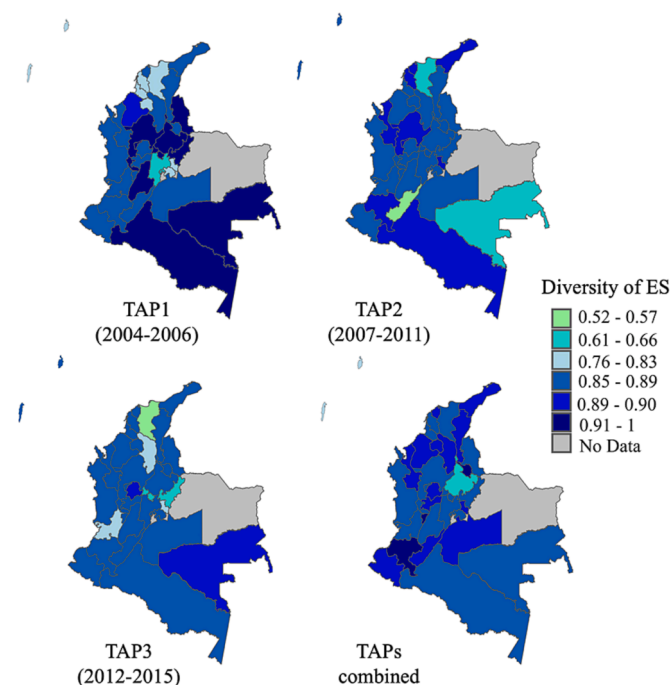 TAP1
(2004-2006)
TAP2
(2007-2011)
Diversity of ES
0.52 - 0.57
0.61 - 0.66
0.76 - 0.83
0.85 - 0.89
0.89 - 0.90
0.91 - 1
No Data
TAP3
(2012-2015)
TAPs
combined